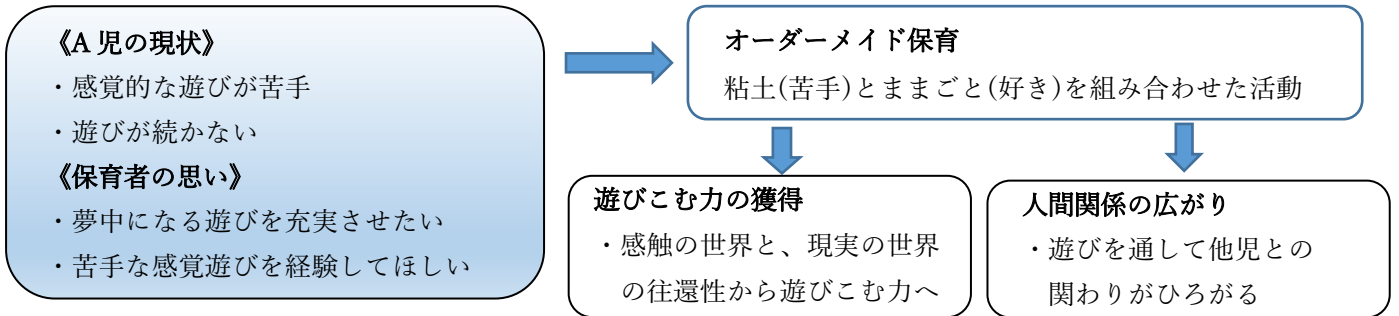 《A 児の現状》
・感覚的な遊びが苦手
・遊びが続かない
《保育者の思い》
・夢中になる遊びを充実させたい
・苦手な感覚遊びを経験してほしい
オーダーメイド保育
粘土(苦手)とままごと(好き)を組み合わせた活動
遊びこむ力の獲得
・感触の世界と、現実の世界
の往還性から遊びこむ力へ
人間関係の広がり
・遊びを通して他児との
関わりがひろがる